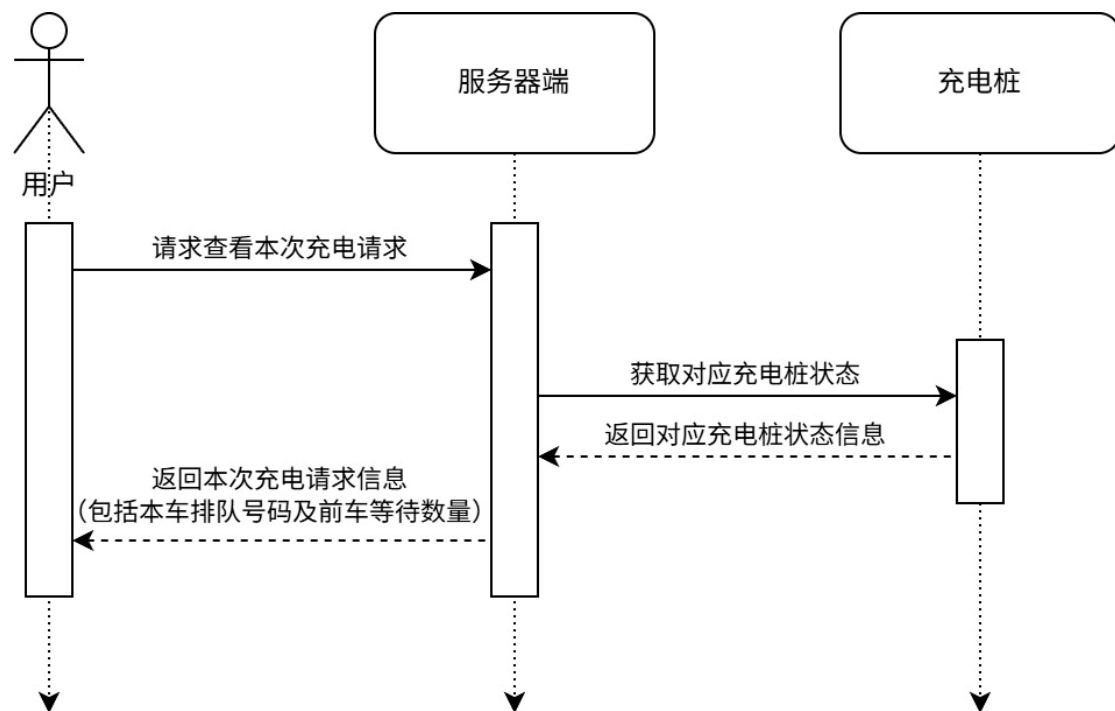 服务器端
充电桩
用户
请求查看本次充电请求
获取对应充电桩状态
返回对应充电桩状态信息
返回本次充电请求信息
（包括本车排队号码及前车等待数量）